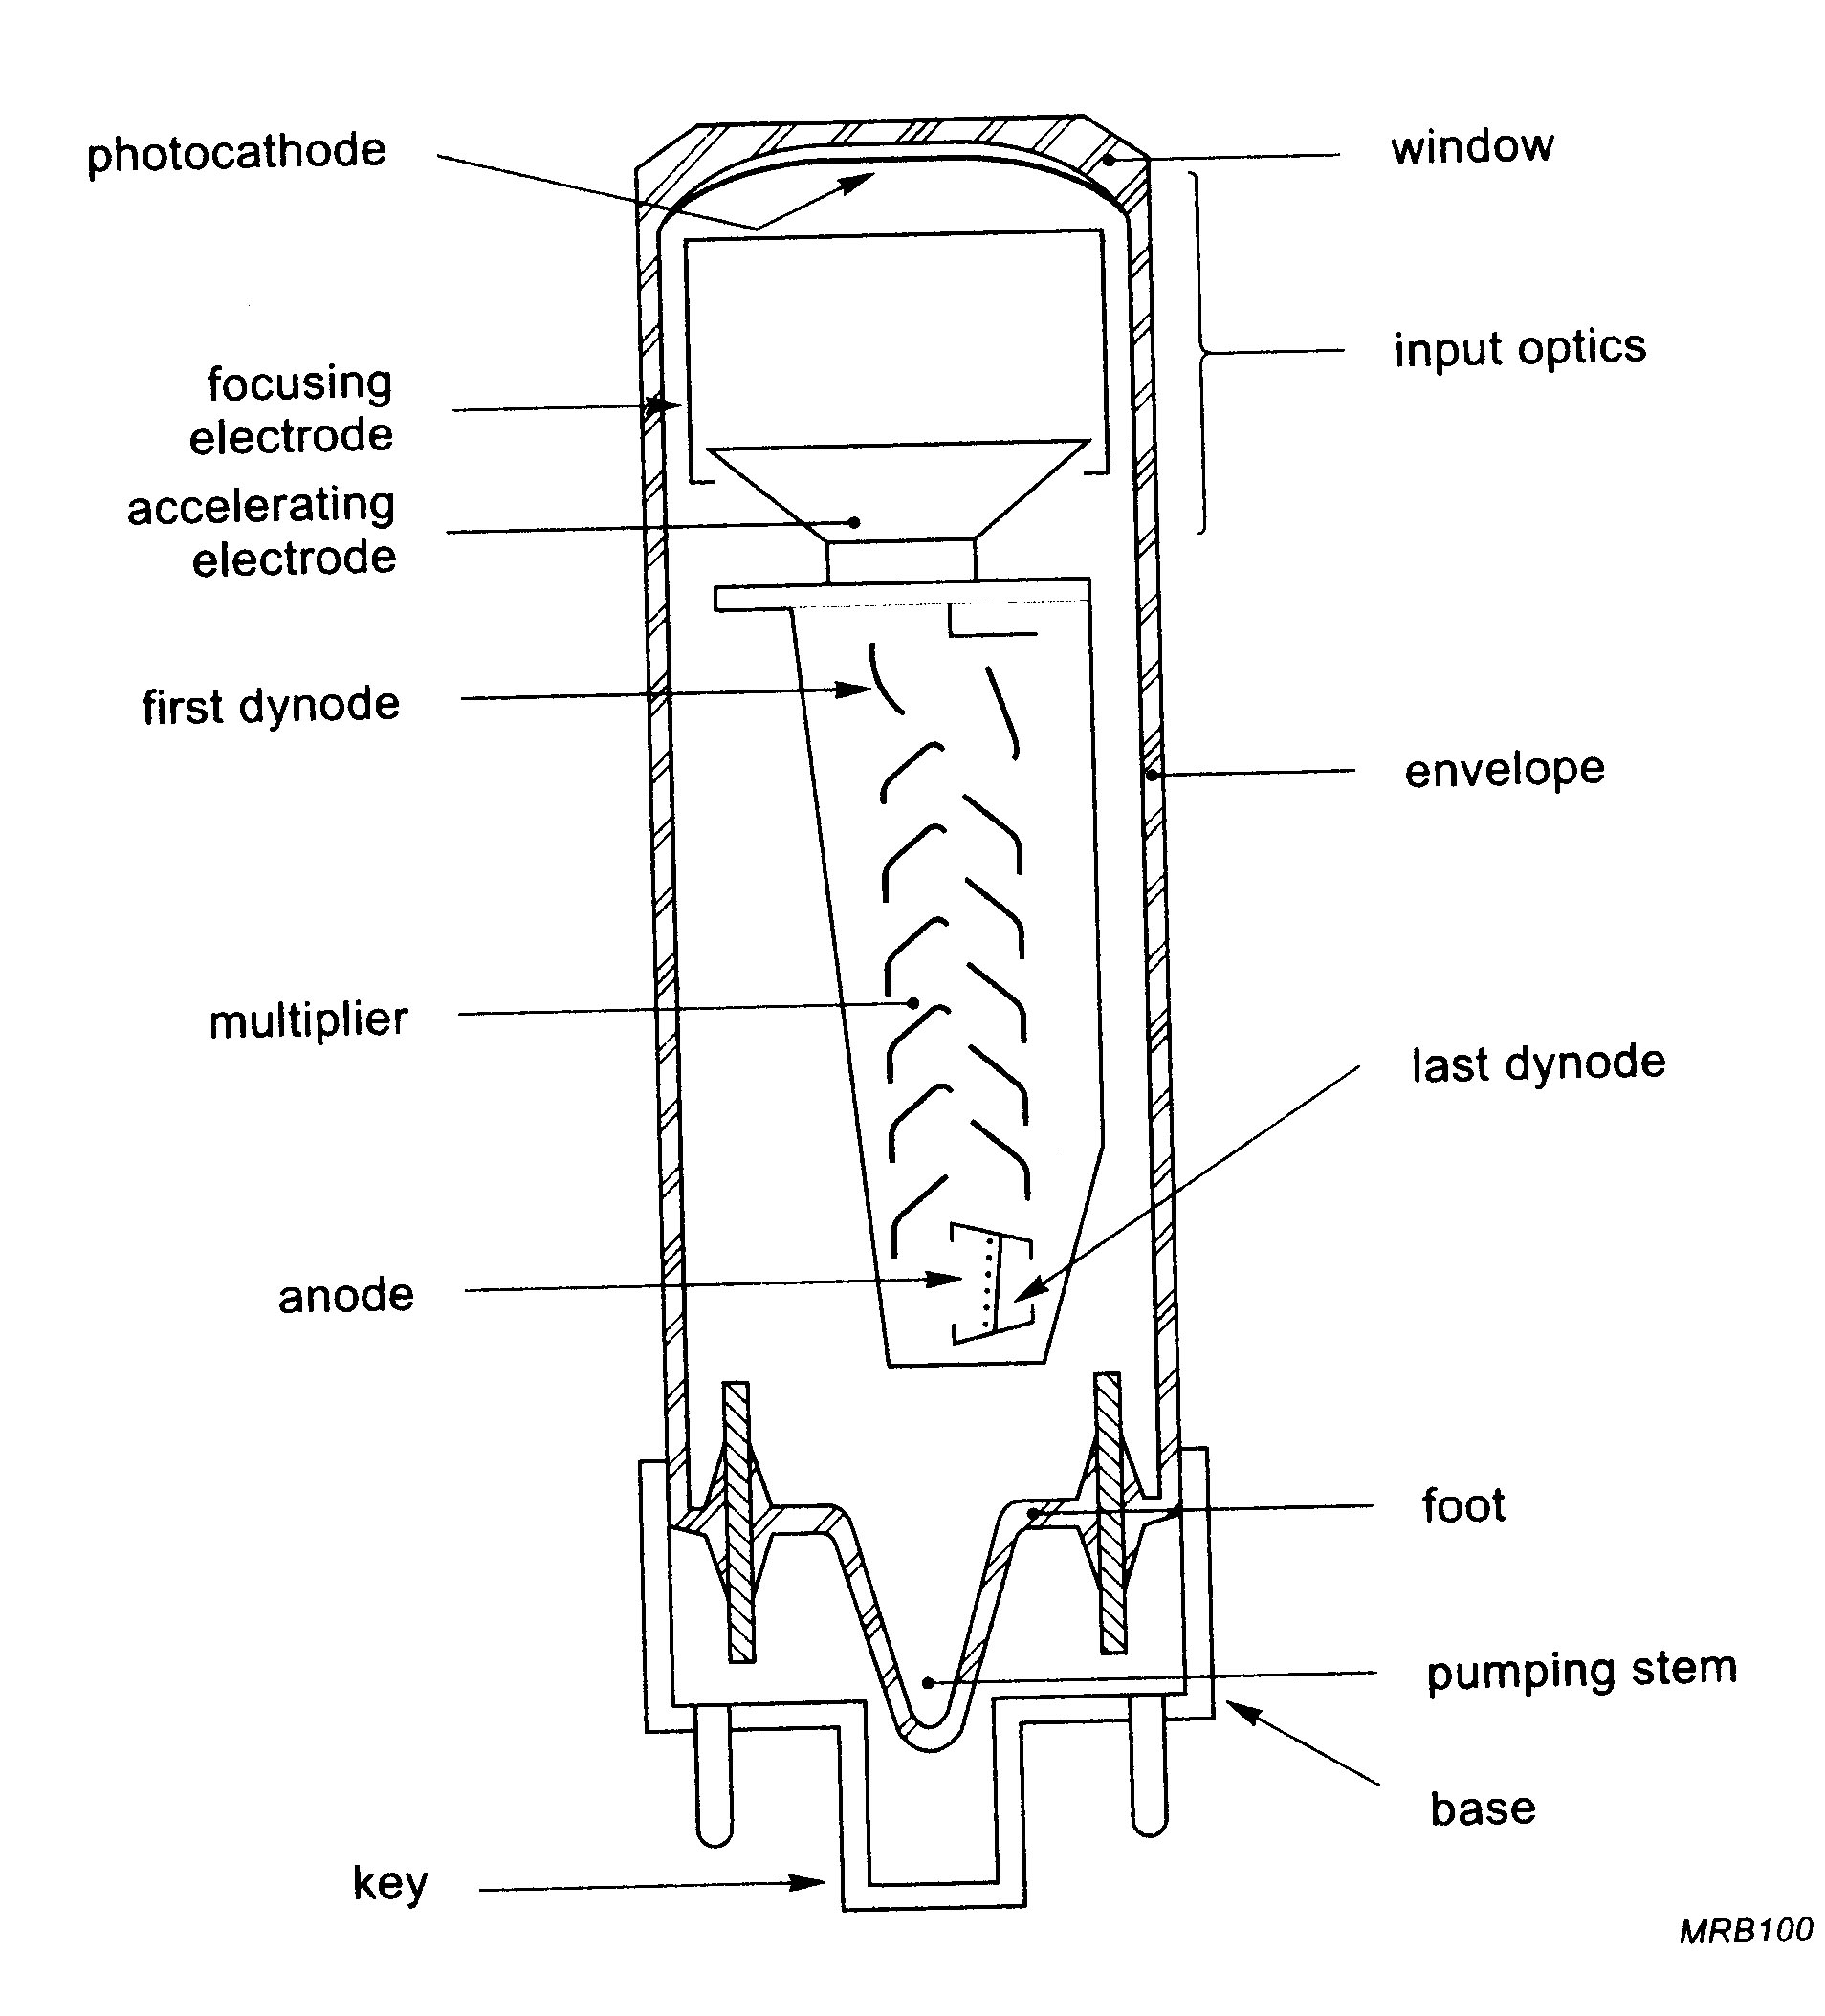 photocathode
window
input optics
focusing
electrode
accelerating
electrode
first dynode
envelope
multiplier
last dynode
anode
foot
pumping stem
base
key
MRB100